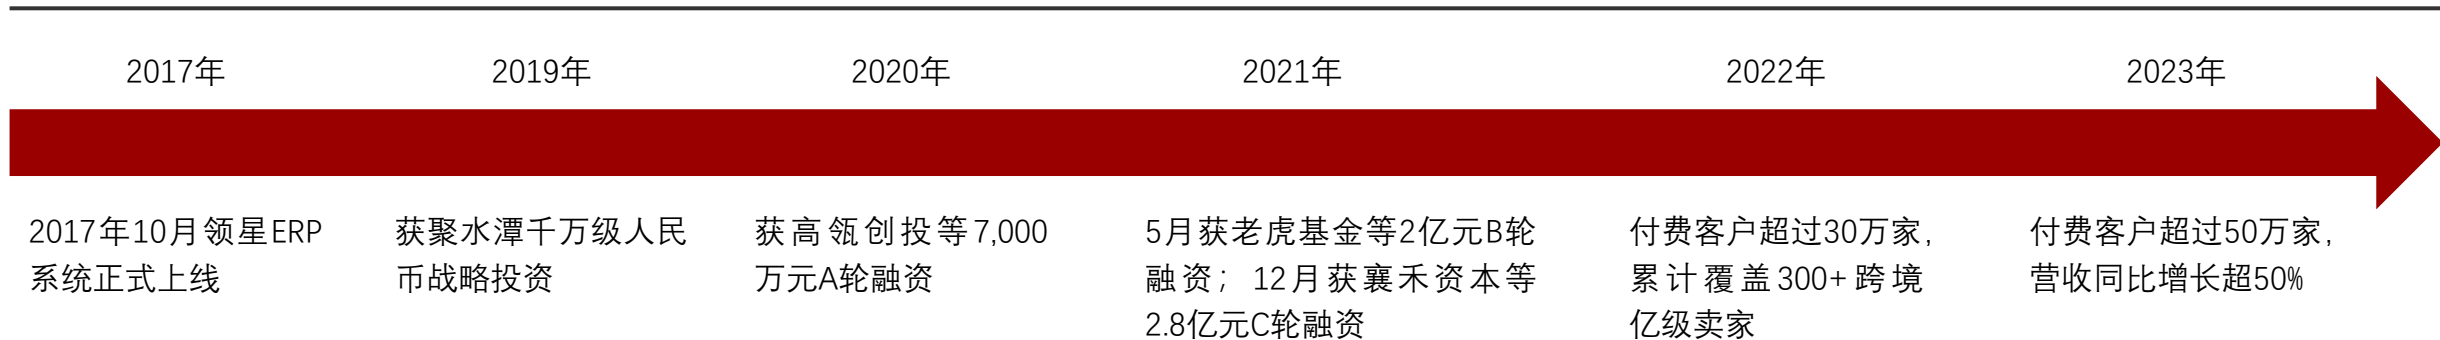 2017年
2019年
2020年
2021年
2022年
2023年
2017年10月领星ERP
系统正式上线
获聚水潭千万级人民
币战略投资
获高瓴创投等7,000
万元A轮融资
5月获老虎基金等2亿元B轮
融资；12月获襄禾资本等
2.8亿元C轮融资
付费客户超过30万家，
累计覆盖300+跨境
亿级卖家
付费客户超过50万家，
营收同比增长超50%